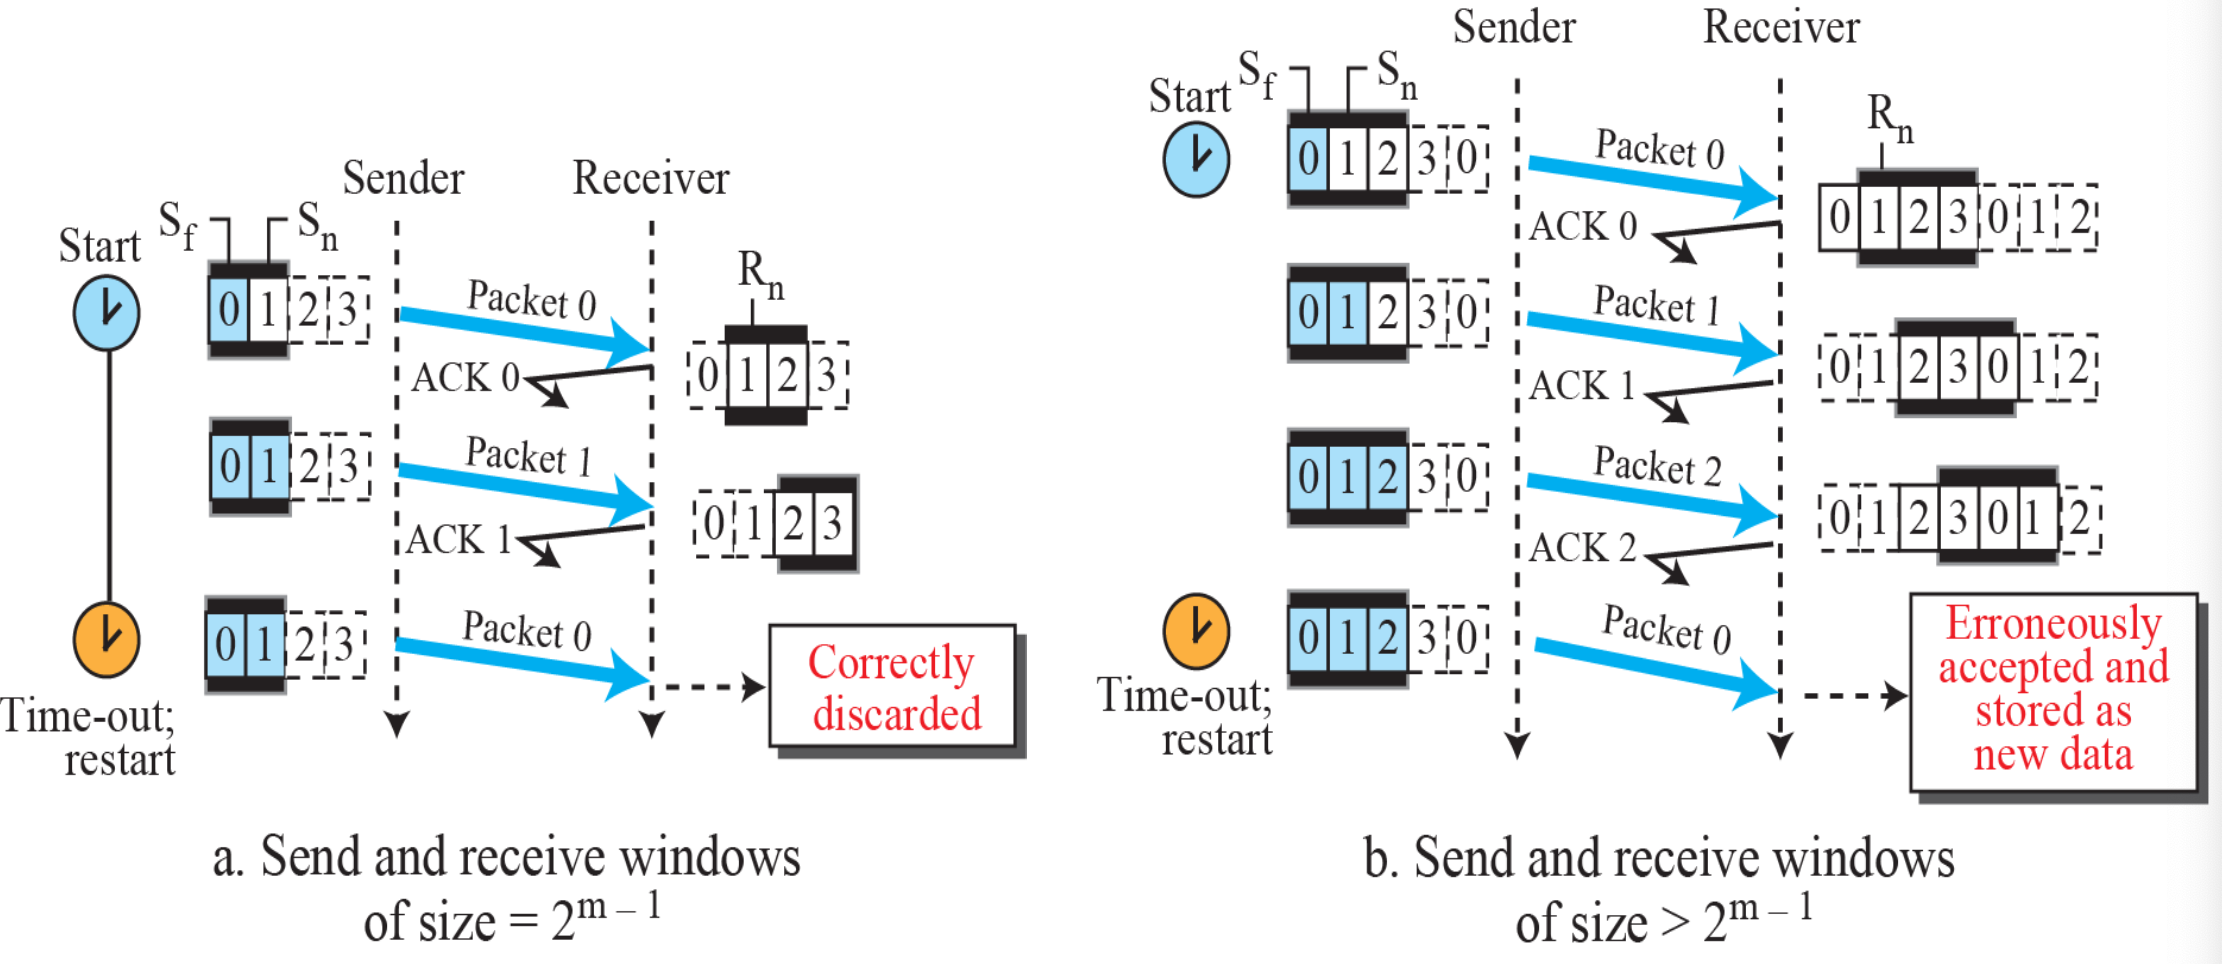 Sender Receiver
Start Sf Sn
0 1 2 3
Packet 0
Rn
ACK 0
0 1 2 3
0 1 2 3
Packet 1
ACK 1
0 1 2 3
0 1 2 3
Packet 0
Time-out;
restart
Correctly
discarded
a. Send and receive windows
of size = 2^m – 1
Sender Receiver
Start Sf Sn
0 1 2 3 0
Packet 0
Rn
ACK 0
0 1 2 3 0 1 2
0 1 2 3 0
Packet 1
ACK 1
0 1 2 3 0 1 2
0 1 2 3 0
Packet 2
ACK 2
0 1 2 3 0 1 2
0 1 2 3 0
Packet 0
Time-out;
restart
Erroneously
accepted and
stored as
new data
b. Send and receive windows
of size > 2^m – 1